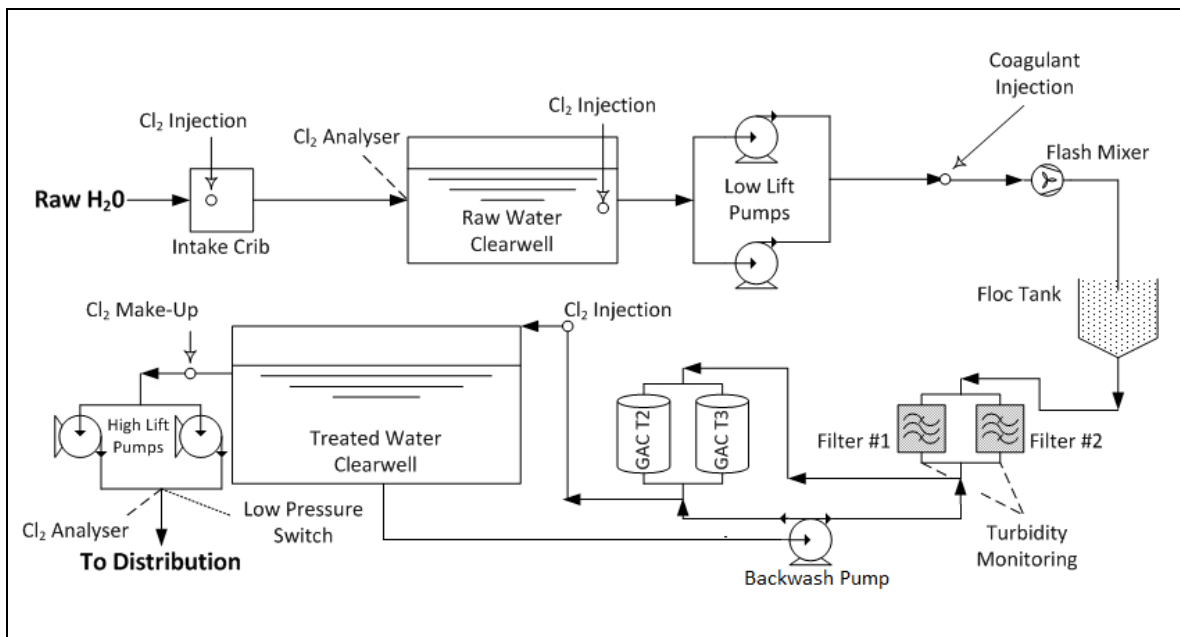 Cl₂ Injection
Raw H₂0
Intake Crib
Cl₂ Analyser
Cl₂ Injection
Raw Water
Clearwell
Low Lift
Pumps
Coagulant
Injection
Flash Mixer
Floc Tank
Cl₂ Make-Up
High Lift
Pumps
Cl₂ Analyser
Low Pressure
Switch
To Distribution
Treated Water
Clearwell
Cl₂ Injection
GAC T2
GAC T3
Filter #1
Filter #2
Turbidity
Monitoring
Backwash Pump